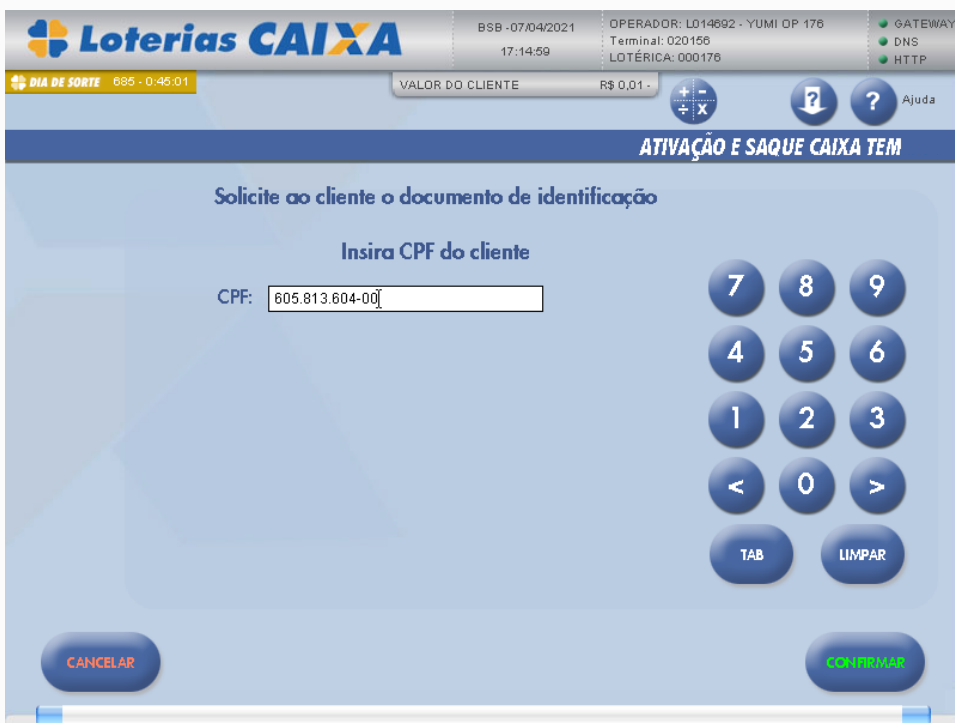 Loterias CAIXA
BSB - 07/04/2021
17:14:59
OPERADOR: L014692 - YUMI OP 176
Terminal: 020156
LOTÉRICA: 000176
GATEWAY
DNS
HTTP
DIA DE SORTE 685 - 0:45:01
VALOR DO CLIENTE R$ 0,01 -
+ - ÷ x
?
?
Ajuda
ATIVAÇÃO E SAQUE CAIXA TEM
Solicite ao cliente o documento de identificação
Insira CPF do cliente
CPF: 605.813.604-00
7 8 9
4 5 6
1 2 3
< 0 >
TAB LIMPAR
CANCELAR CONFIRMAR